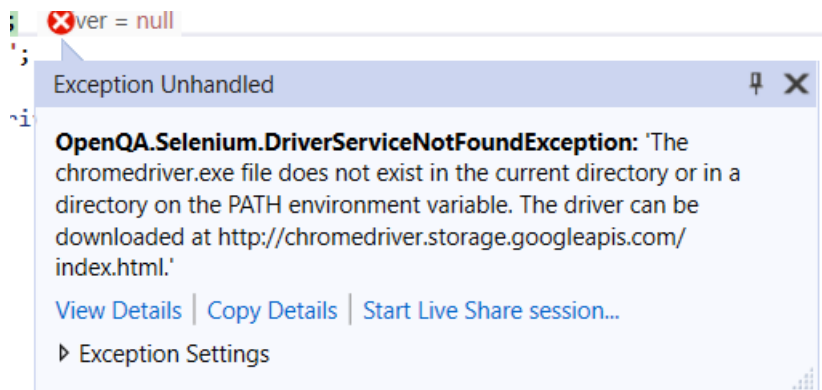 ver = null
';
Exception Unhandled
OpenQA.Selenium.DriverServiceNotFoundException: 'The
chromedriver.exe file does not exist in the current directory or in a
directory on the PATH environment variable. The driver can be
downloaded at http://chromedriver.storage.googleapis.com/
index.html.'
View Details | Copy Details | Start Live Share session...
Exception Settings